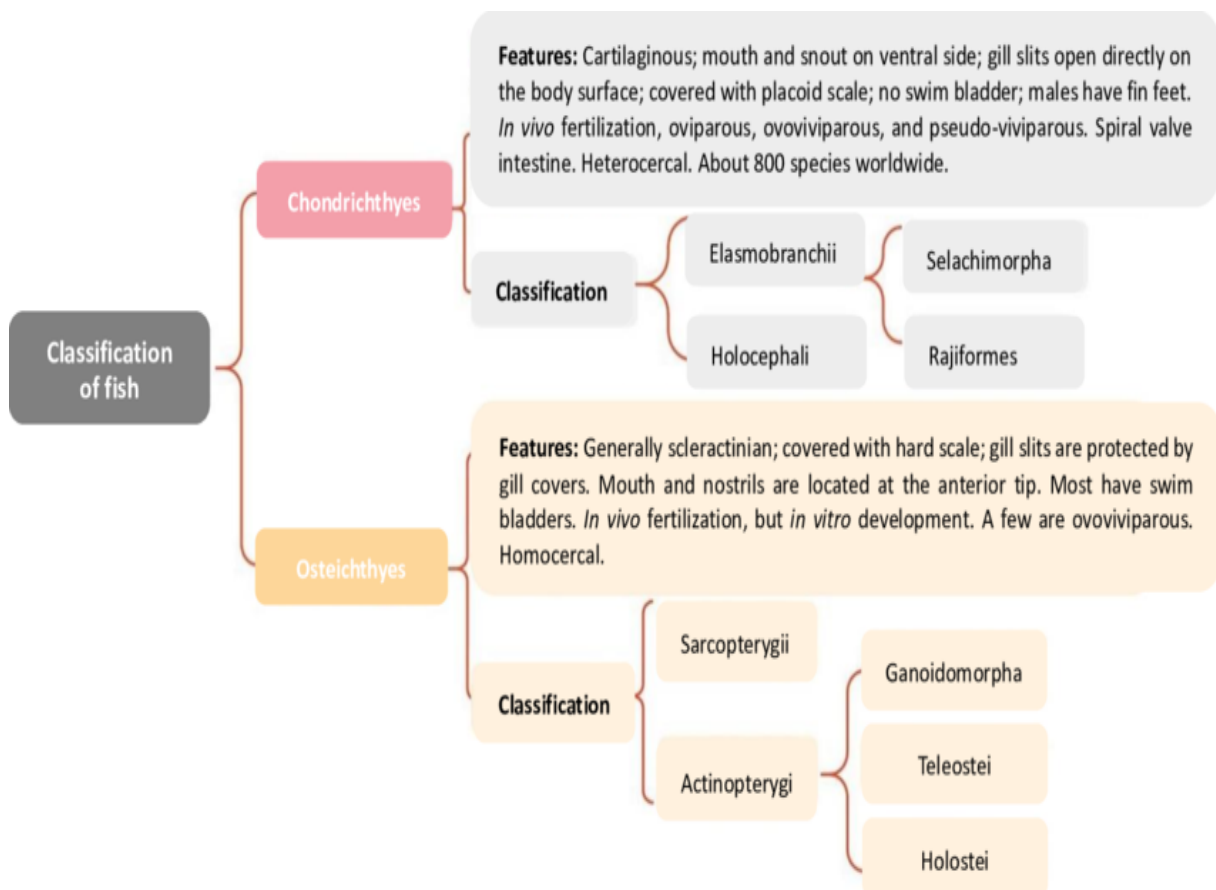 Classification
of fish
Chondrichthyes
Features: Cartilaginous; mouth and snout on ventral side; gill slits open directly on
the body surface; covered with placoid scale; no swim bladder; males have fin feet.
In vivo fertilization, oviparous, ovoviviparous, and pseudo-viviparous. Spiral valve
intestine. Heterocercal. About 800 species worldwide.
Classification
Elasmobranchii
Selachimorpha
Rajiformes
Holocephali
Osteichthyes
Features: Generally scleractinian; covered with hard scale; gill slits are protected by
gill covers. Mouth and nostrils are located at the anterior tip. Most have swim
bladders. In vivo fertilization, but in vitro development. A few are ovoviviparous.
Homocercal.
Classification
Sarcopterygii
Actinopterygi
Ganoidomorpha
Teleostei
Holostei